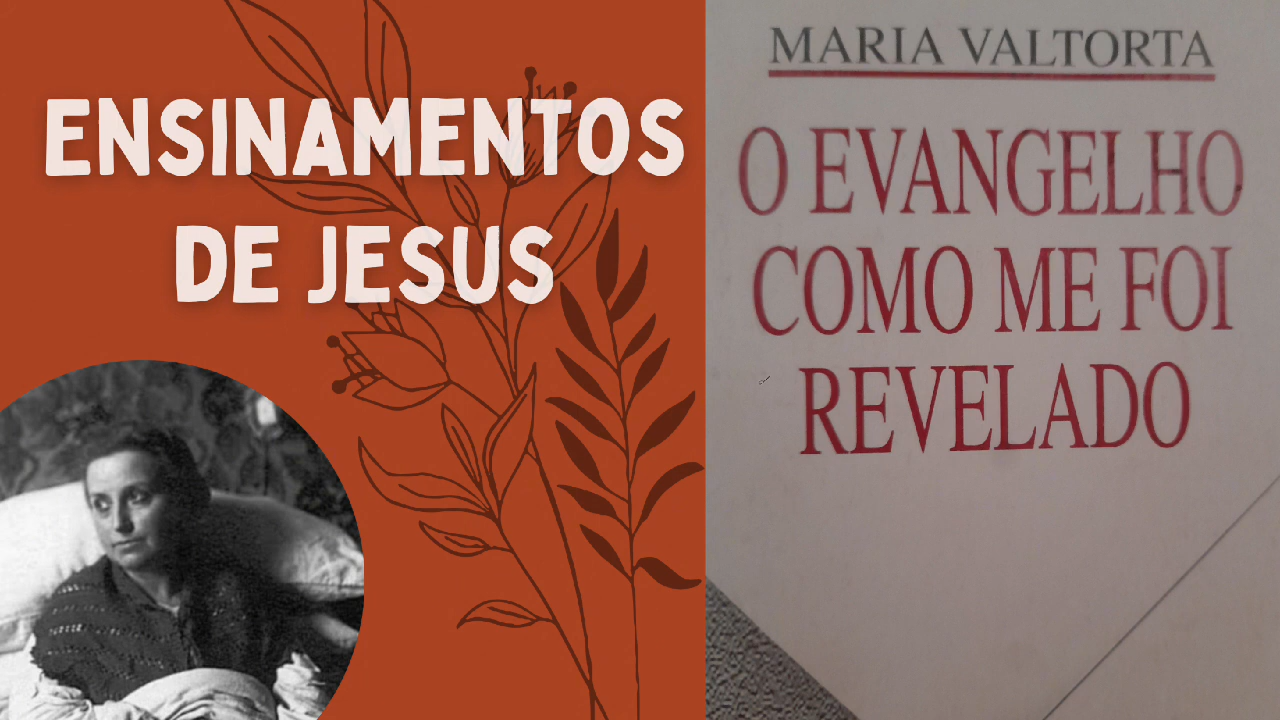 ENSINAMENTOS
DE JESUS
MARIA VALTORTA
O EVANGELHO
COMO ME FOI
REVELADO